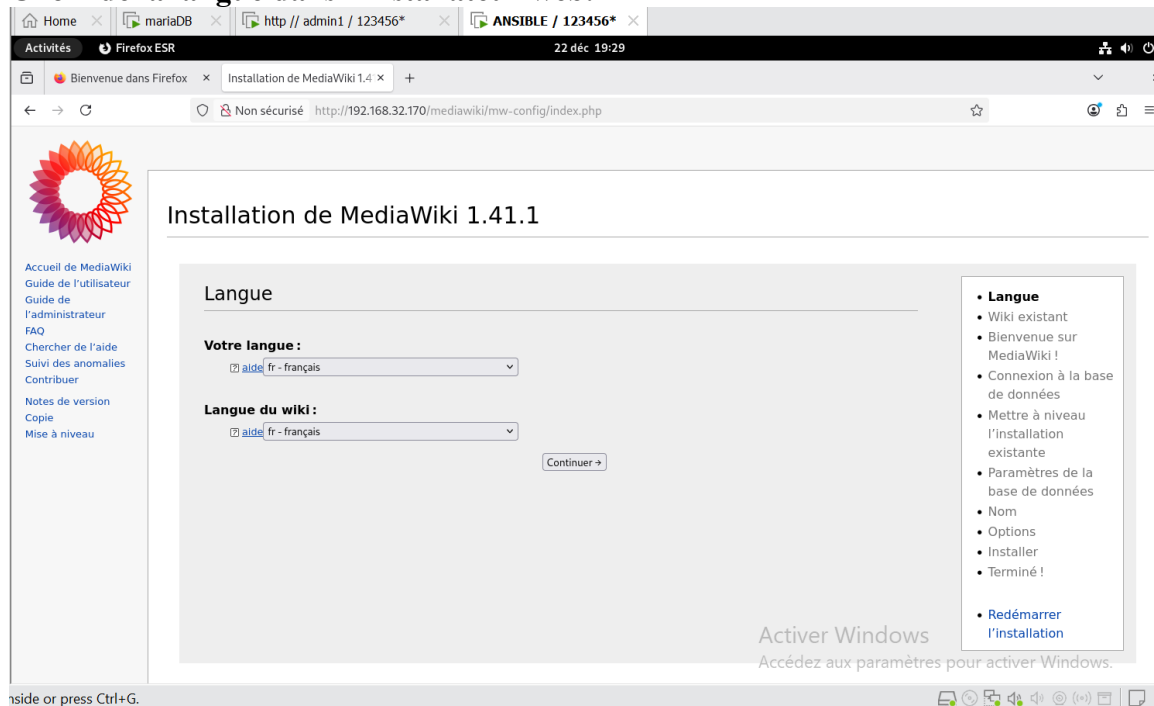 Home
mariaDB
http // admin1 / 123456*
ANSIBLE / 123456*
Activités
Firefox ESR
22 déc 19:29
Bienvenue dans Firefox
Installation de MediaWiki 1.4
Non sécurisé http://192.168.32.170/mediawiki/mw-config/index.php
Installation de MediaWiki 1.41.1
Accueil de MediaWiki
Guide de l’utilisateur
Guide de
l’administrateur
FAQ
Chercher de l’aide
Suivi des anomalies
Contribuer
Notes de version
Copie
Mise à niveau
Langue
Votre langue :
aide fr - français
Langue du wiki :
aide fr - français
Continuer →
• Langue
• Wiki existant
• Bienvenue sur
MediaWiki !
• Connexion à la base
de données
• Mettre à niveau
l’installation
existante
• Paramètres de la
base de données
• Nom
• Options
• Installer
• Terminé !
• Redémarrer
l’installation
Activer Windows
Accédez aux paramètres pour activer Windows.
or press Ctrl+G.